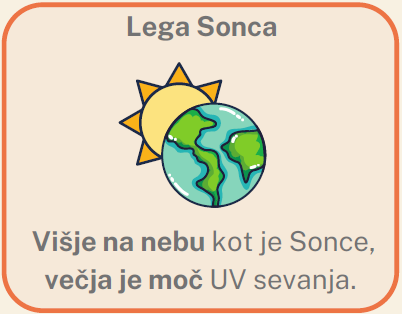 Lega Sonca
Višje na nebu kot je Sonce,
večja je moč UV sevanja.